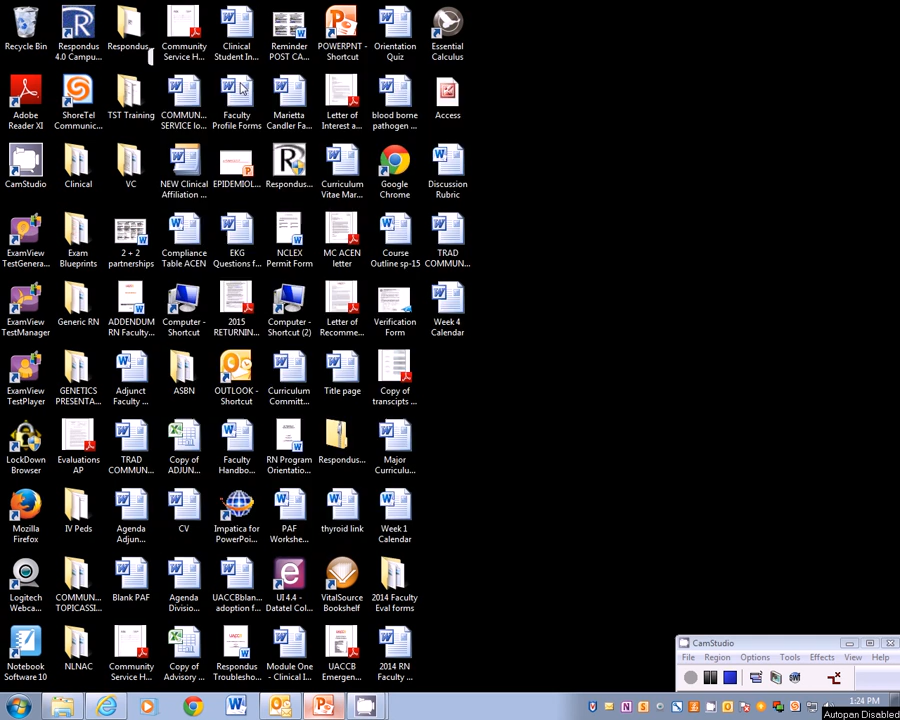 Recycle Bin
Respondus 4.0 Campu...
Respondus
Community Service H...
Clinical Student In...
Reminder POST CA...
POWERPNT - Shortcut
Orientation Quiz
Essential Calculus
Adobe Reader XI
ShoreTel Communic...
TST Training
COMMUN... SERVICE lo...
Faculty Profile Forms
Marietta Candler Fa...
Letter of Interest a...
blood borne pathogen ...
Access
CamStudio
Clinical
VC
NEW Clinical Affiliation ...
EPIDEMIOL...
Respondus...
Curriculum Vitae Mar...
Google Chrome
Discussion Rubric
ExamView TestGenera...
Exam Blueprints
2 + 2 partnerships
Compliance Table ACEN
EKG Questions f...
NCLEX Permit Form
MC ACEN letter
Course Outline sp-15
TRAD COMMUN...
ExamView TestManager
Generic RN
ADDENDUM RN Faculty...
Computer - Shortcut
2015 RETURNIN...
Computer - Shortcut (2)
Letter of Recomme...
Verification Form
Week 4 Calendar
ExamView TestPlayer
GENETICS PRESENTA...
Adjunct Faculty ...
ASBN
OUTLOOK - Shortcut
Curriculum Committ...
Title page
Copy of transcipts ...
LockDown Browser
Evaluations AP
TRAD COMMUN...
Copy of ADJUN...
Faculty Handbo...
RN Program Orientatio...
Respondus...
Major Curriculu...
Mozilla Firefox
IV Peds
Agenda Adjun...
CV
Impatica for PowerPoi...
PAF Workshe...
thyroid link
Week 1 Calendar
Logitech Webca...
COMMUN... TOPICASSI...
Blank PAF
Agenda Divisio...
UACCBblan... adoption f...
UI 4.4 - Datatel Col...
VitalSource Bookshelf
2014 Faculty Eval forms
Notebook Software 10
NLNAC
Community Service H...
Copy of Advisory ...
Respondus Troublesho...
Module One - Clinical I...
UACCB Emergen...
2014 RN Faculty ...
CamStudio
File Region Options Tools Effects View Help
1:24 PM
Autopan Disabled